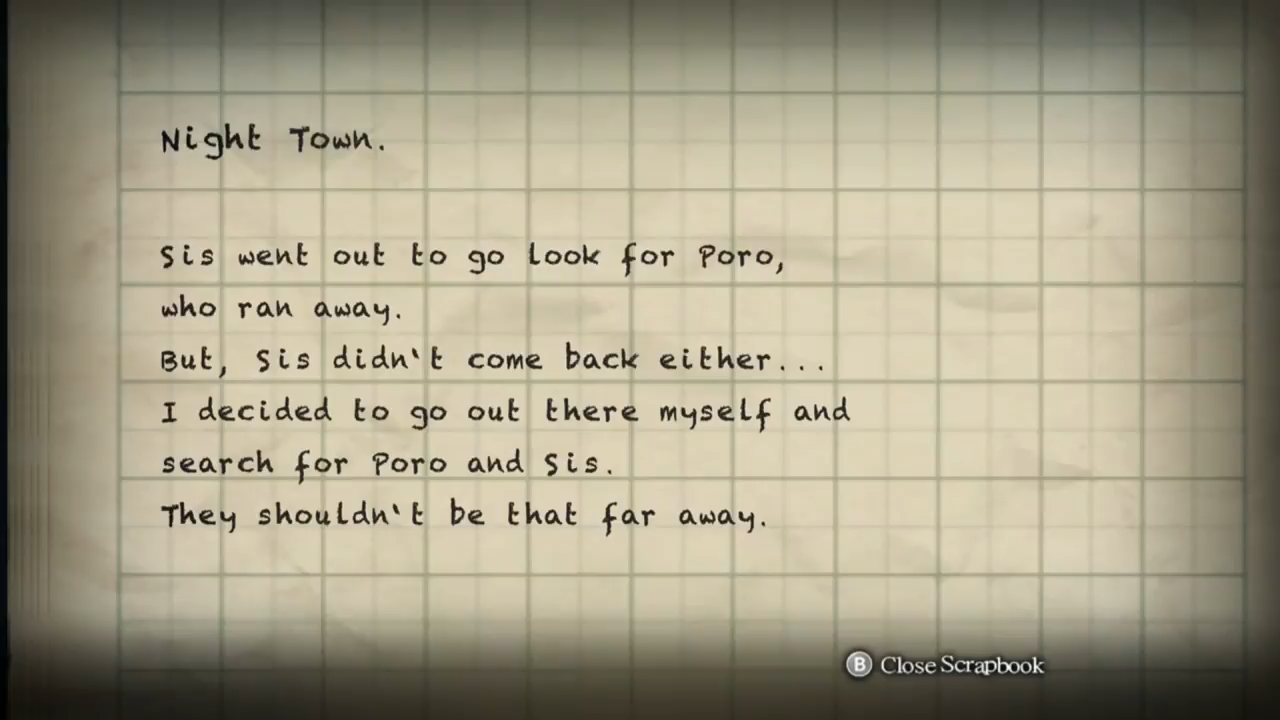 Night Town.
Sis went out to go look for Poro,
who ran away.
But, Sis didn't come back either...
I decided to go out there myself and
search for Poro and Sis.
They shouldn't be that far away.
B Close Scrapbook